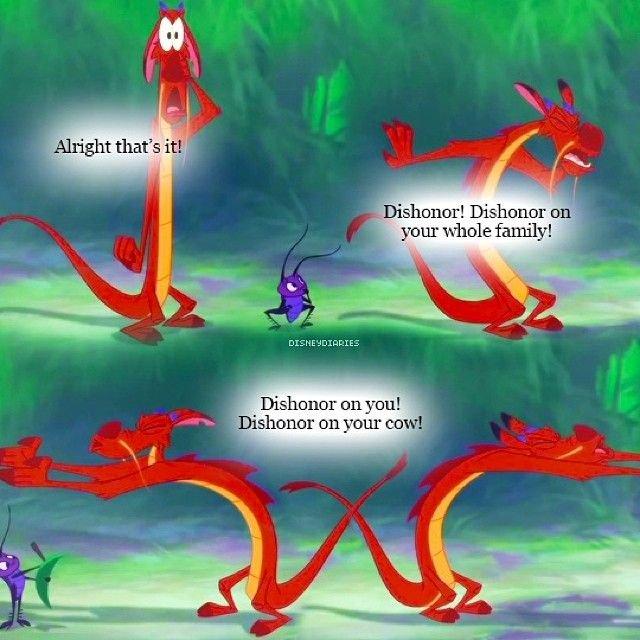 Alright that's it!
Dishonor! Dishonor on
your whole family!
DISNEYDIARIES
Dishonor on you!
Dishonor on your cow!